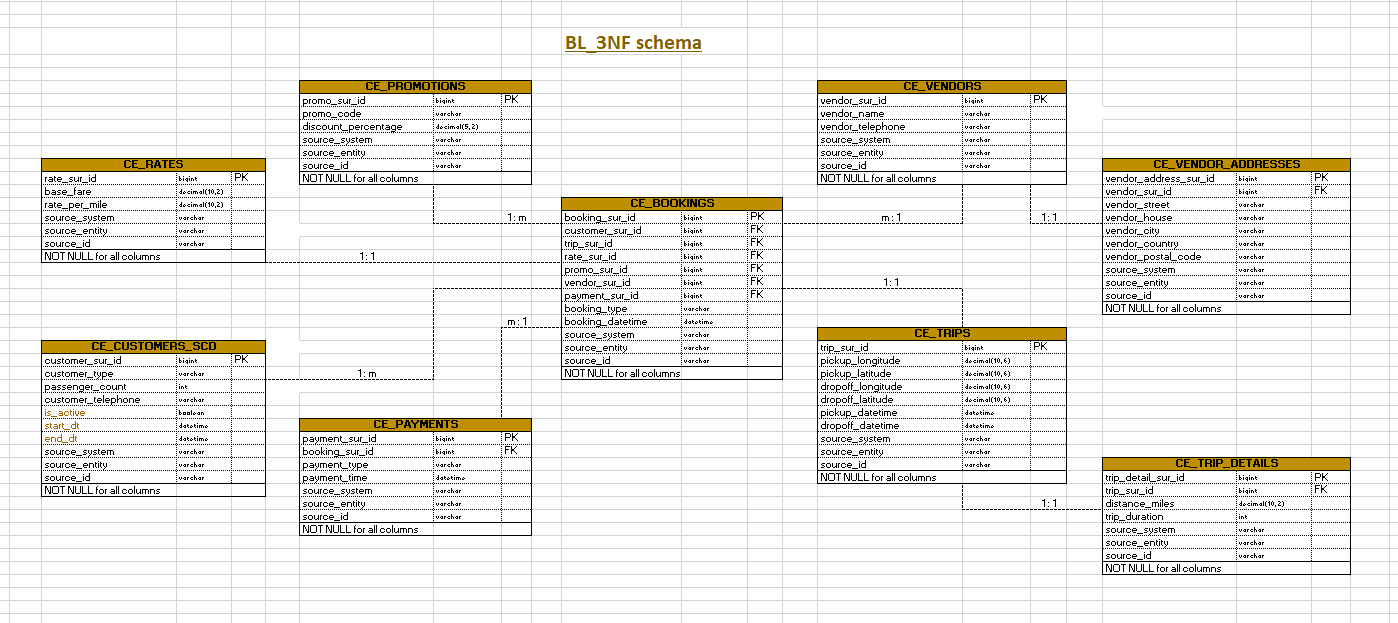 BL_3NF schema
CE_PROMOTIONS
promo_sur_id bigint PK
promo_code varchar
discount_percentage decimal(5,2)
source_system varchar
source_entity varchar
source_id varchar
NOT NULL for all columns
CE_VENDORS
vendor_sur_id bigint PK
vendor_name varchar
vendor_telephone varchar
source_system varchar
source_entity varchar
source_id varchar
NOT NULL for all columns
CE_RATES
rate_sur_id bigint PK
base_fare decimal(10,2)
rate_per_mile decimal(10,2)
source_system varchar
source_entity varchar
source_id varchar
NOT NULL for all columns
CE_VENDOR_ADDRESSES
vendor_address_sur_id bigint PK
vendor_sur_id bigint FK
vendor_street varchar
vendor_house varchar
vendor_city varchar
vendor_country varchar
vendor_postal_code varchar
source_system varchar
source_entity varchar
source_id varchar
NOT NULL for all columns
CE_BOOKINGS
booking_sur_id bigint PK
customer_sur_id bigint FK
trip_sur_id bigint FK
rate_sur_id bigint FK
promo_sur_id bigint FK
vendor_sur_id bigint FK
payment_sur_id bigint FK
booking_type varchar
booking_datetime datetime
source_system varchar
source_entity varchar
source_id varchar
NOT NULL for all columns
1: m
m : 1
1: 1
1: 1
1: 1
m : 1
1: m
1: 1
CE_CUSTOMERS_SCD
customer_sur_id bigint PK
customer_type varchar
passenger_count int
customer_telephone varchar
is_active boolean
start_dt datetime
end_dt datetime
source_system varchar
source_entity varchar
source_id varchar
NOT NULL for all columns
CE_PAYMENTS
payment_sur_id bigint PK
booking_sur_id bigint FK
payment_type varchar
payment_time datetime
source_system varchar
source_entity varchar
source_id varchar
NOT NULL for all columns
CE_TRIPS
trip_sur_id bigint PK
pickup_longitude decimal(10,6)
pickup_latitude decimal(10,6)
dropoff_longitude decimal(10,6)
dropoff_latitude decimal(10,6)
pickup_datetime datetime
dropoff_datetime datetime
source_system varchar
source_entity varchar
source_id varchar
NOT NULL for all columns
CE_TRIP_DETAILS
trip_detail_sur_id bigint PK
trip_sur_id bigint FK
distance_miles decimal(10,2)
trip_duration int
source_system varchar
source_entity varchar
source_id varchar
NOT NULL for all columns